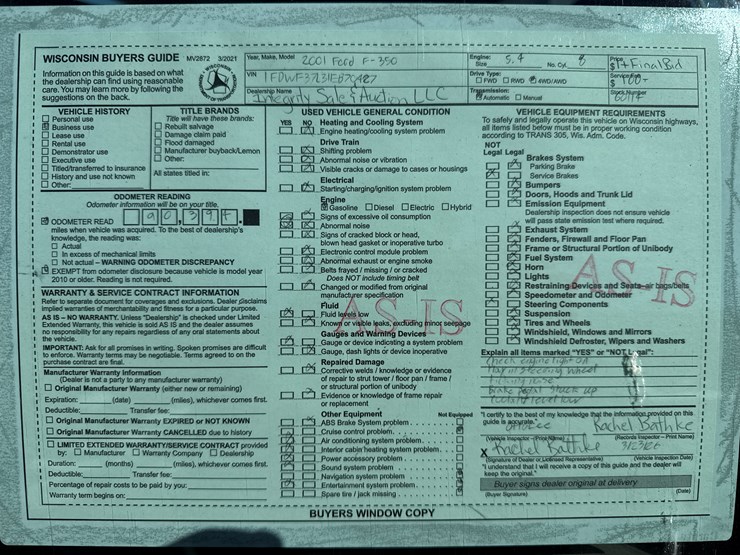 WISCONSIN BUYERS GUIDE MV2872 3/2021
Information on this guide is based on what
the dealership can find using reasonable
care. You may learn more by following the
suggestions on the back.
Year, Make, Model 2001 Ford F-350
VIN
Dealership Name
Integrity Sales & Auction LLC
Engine: Size 5.4 No. Cyl. 8
Drive Type:
FWD RWD 4WD/AWD
Transmission:
Automatic Manual
Price
$ 1+ Final Bid
Service Fee
$
Stock Number
VEHICLE HISTORY
Personal use
Business use
Lease use
Rental use
Demonstrator use
Executive use
Titled/transferred to insurance
History and use not known
Other:
TITLE BRANDS
Title will have these brands:
Rebuilt salvage
Damage claim paid
Flood damaged
Manufacturer buyback/Lemon
Other:
All states titled in:
ODOMETER READING
Odometer information will be on your title.
ODOMETER READ
miles when vehicle was acquired. To the best of dealership's
knowledge, the reading was:
Actual
In excess of mechanical limits
Not actual – WARNING ODOMETER DISCREPANCY
EXEMPT from odometer disclosure because vehicle is model year
2010 or older. Reading is not required.
WARRANTY & SERVICE CONTRACT INFORMATION
Refer to separate document for coverages and exclusions. Dealer disclaims
implied warranties of merchantability and fitness for a particular purpose.
AS IS – NO WARRANTY. Unless "Dealership" is checked under Limited
Extended Warranty, this vehicle is sold AS IS and the dealer assumes
no responsibility for any repairs regardless of any oral statements about
the vehicle.
IMPORTANT: Ask for all promises in writing. Spoken promises are difficult
to enforce. Warranty terms may be negotiable. Terms agreed to on the
purchase contract are final.
Manufacturer Warranty Information
(Dealer is not a party to any manufacturer warranty)
Original Manufacturer Warranty (either new or remaining)
Expiration: (date) (miles), whichever comes first.
Deductible: Transfer fee:
Original Manufacturer Warranty EXPIRED or NOT KNOWN
Original Manufacturer Warranty CANCELLED due to history
LIMITED EXTENDED WARRANTY/SERVICE CONTRACT provided
by: Manufacturer Warranty Company Dealership
Duration: (months) (miles), whichever comes first.
Deductible: Transfer fee:
Percentage of repair costs to be paid by you:
Warranty term begins on:
USED VEHICLE GENERAL CONDITION
YES NO
Heating and Cooling System
Engine heating/cooling system problem
Drive Train
Shifting problem
Abnormal noise or vibration
Visible cracks or damage to cases or housings
Electrical
Starting/charging/ignition system problem
Engine
Gasoline Diesel Electric Hybrid
Signs of excessive oil consumption
Abnormal noise
Signs of cracked block or head,
blown head gasket or inoperative turbo
Electronic control module problem
Abnormal exhaust or engine smoke
Belts frayed / missing / or cracked
Does NOT include timing belt
Changed or modified from original
manufacturer specification
Fluid
Fluid levels low
Known or visible leaks, excluding minor seepage
Gauges and Warning Devices
Gauge or device indicating a system problem
Gauge, dash lights or device inoperative
Repaired Damage
Corrective welds / knowledge or evidence
of repair to strut tower / floor pan / frame /
or structural portion of unibody
Evidence or knowledge of frame repair
or replacement
Other Equipment Not Equipped
ABS Brake System problem
Cruise control problem
Air conditioning system problem
Interior cabin heating system problem
Power accessory problem
Sound system problem
Navigation system problem
Entertainment system problem
Spare tire / jack missing
AS-IS
VEHICLE EQUIPMENT REQUIREMENTS
To safely and legally operate this vehicle on Wisconsin highways,
all items listed below must be in proper working condition
according to TRANS 305, Wis. Adm. Code.
NOT
Legal Legal
Brakes System
Parking Brake
Service Brakes
Bumpers
Doors, Hoods and Trunk Lid
Emission Equipment
Dealership inspection does not ensure vehicle
will pass state emission test where required.
Exhaust System
Fenders, Firewall and Floor Pan
Frame or Structural Portion of Unibody
Fuel System
Horn
Lights
Restraining Devices and Seats–air bags/belts
Speedometer and Odometer
Steering Components
Suspension
Tires and Wheels
Windshield, Windows and Mirrors
Windshield Defroster, Wipers and Washers
AS-IS
Explain all items marked "YES" or "NOT Legal":
Check engine light on
"I certify to the best of my knowledge that the information provided on this
guide is accurate."
Rachel Bathke
(Vehicle Inspector – Print Name) (Records Inspector – Print Name)
X Rachel Bathke
(Signature of Dealer or Licensed Representative) (Vehicle Inspection Date)
"I understand that I will receive a copy of this guide and the dealer will
keep the original."
Buyer signs dealer original at delivery
(Buyer Signature) (Date)
BUYERS WINDOW COPY